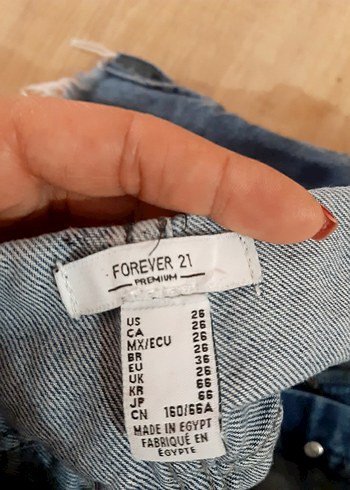 FOREVER 21
PREMIUM
US 26
CA 26
MX/ECU 26
BR 36
EU 26
UK 26
KR 66
JP 66
CN 160/66A
MADE IN EGYPT
FABRIQUÉ EN
ÉGYPTE